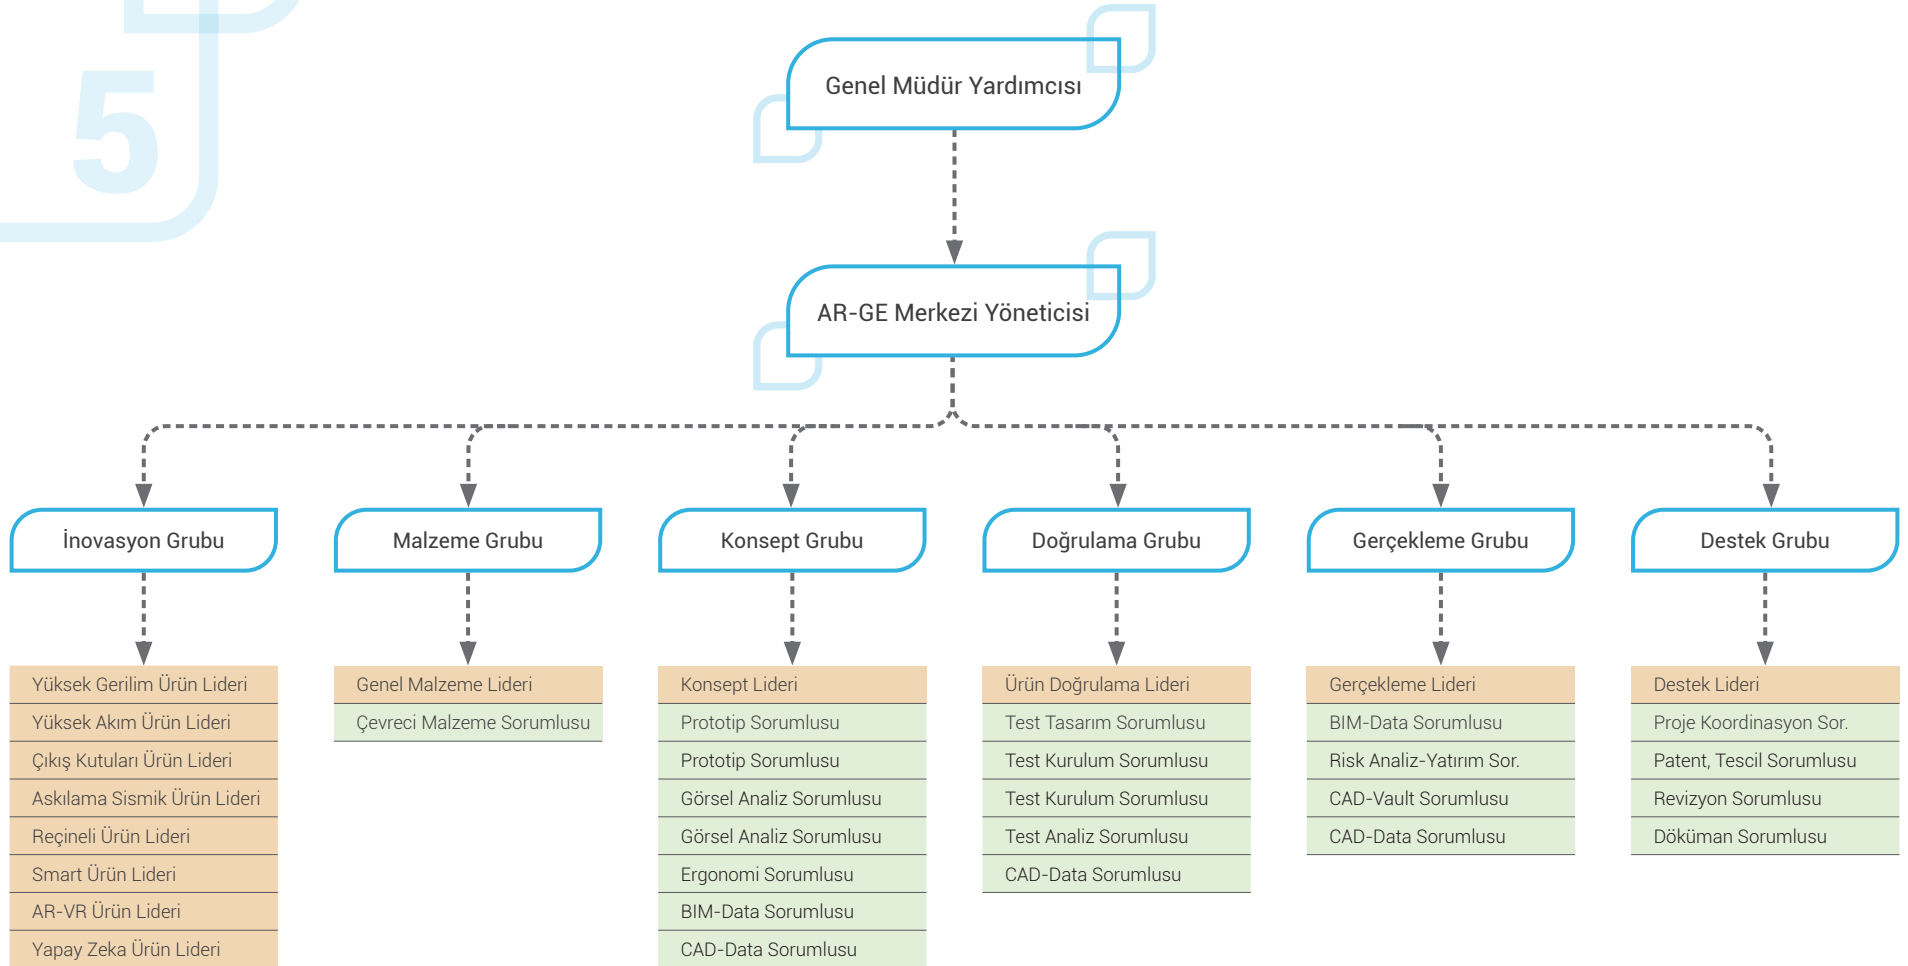 5
Genel Müdür Yardımcısı
AR-GE Merkezi Yöneticisi
İnovasyon Grubu
Malzeme Grubu
Konsept Grubu
Doğrulama Grubu
Gerçekleme Grubu
Destek Grubu
Yüksek Gerilim Ürün Lideri
Yüksek Akım Ürün Lideri
Çıkış Kutuları Ürün Lideri
Askılama Sismik Ürün Lideri
Reçineli Ürün Lideri
Smart Ürün Lideri
AR-VR Ürün Lideri
Yapay Zeka Ürün Lideri
Genel Malzeme Lideri
Çevreci Malzeme Sorumlusu
Konsept Lideri
Prototip Sorumlusu
Prototip Sorumlusu
Görsel Analiz Sorumlusu
Görsel Analiz Sorumlusu
Ergonomi Sorumlusu
BIM-Data Sorumlusu
CAD-Data Sorumlusu
Ürün Doğrulama Lideri
Test Tasarım Sorumlusu
Test Kurulum Sorumlusu
Test Kurulum Sorumlusu
Test Analiz Sorumlusu
CAD-Data Sorumlusu
Gerçekleme Lideri
BIM-Data Sorumlusu
Risk Analiz-Yatırım Sor.
CAD-Vault Sorumlusu
CAD-Data Sorumlusu
Destek Lideri
Proje Koordinasyon Sor.
Patent, Tescil Sorumlusu
Revizyon Sorumlusu
Döküman Sorumlusu